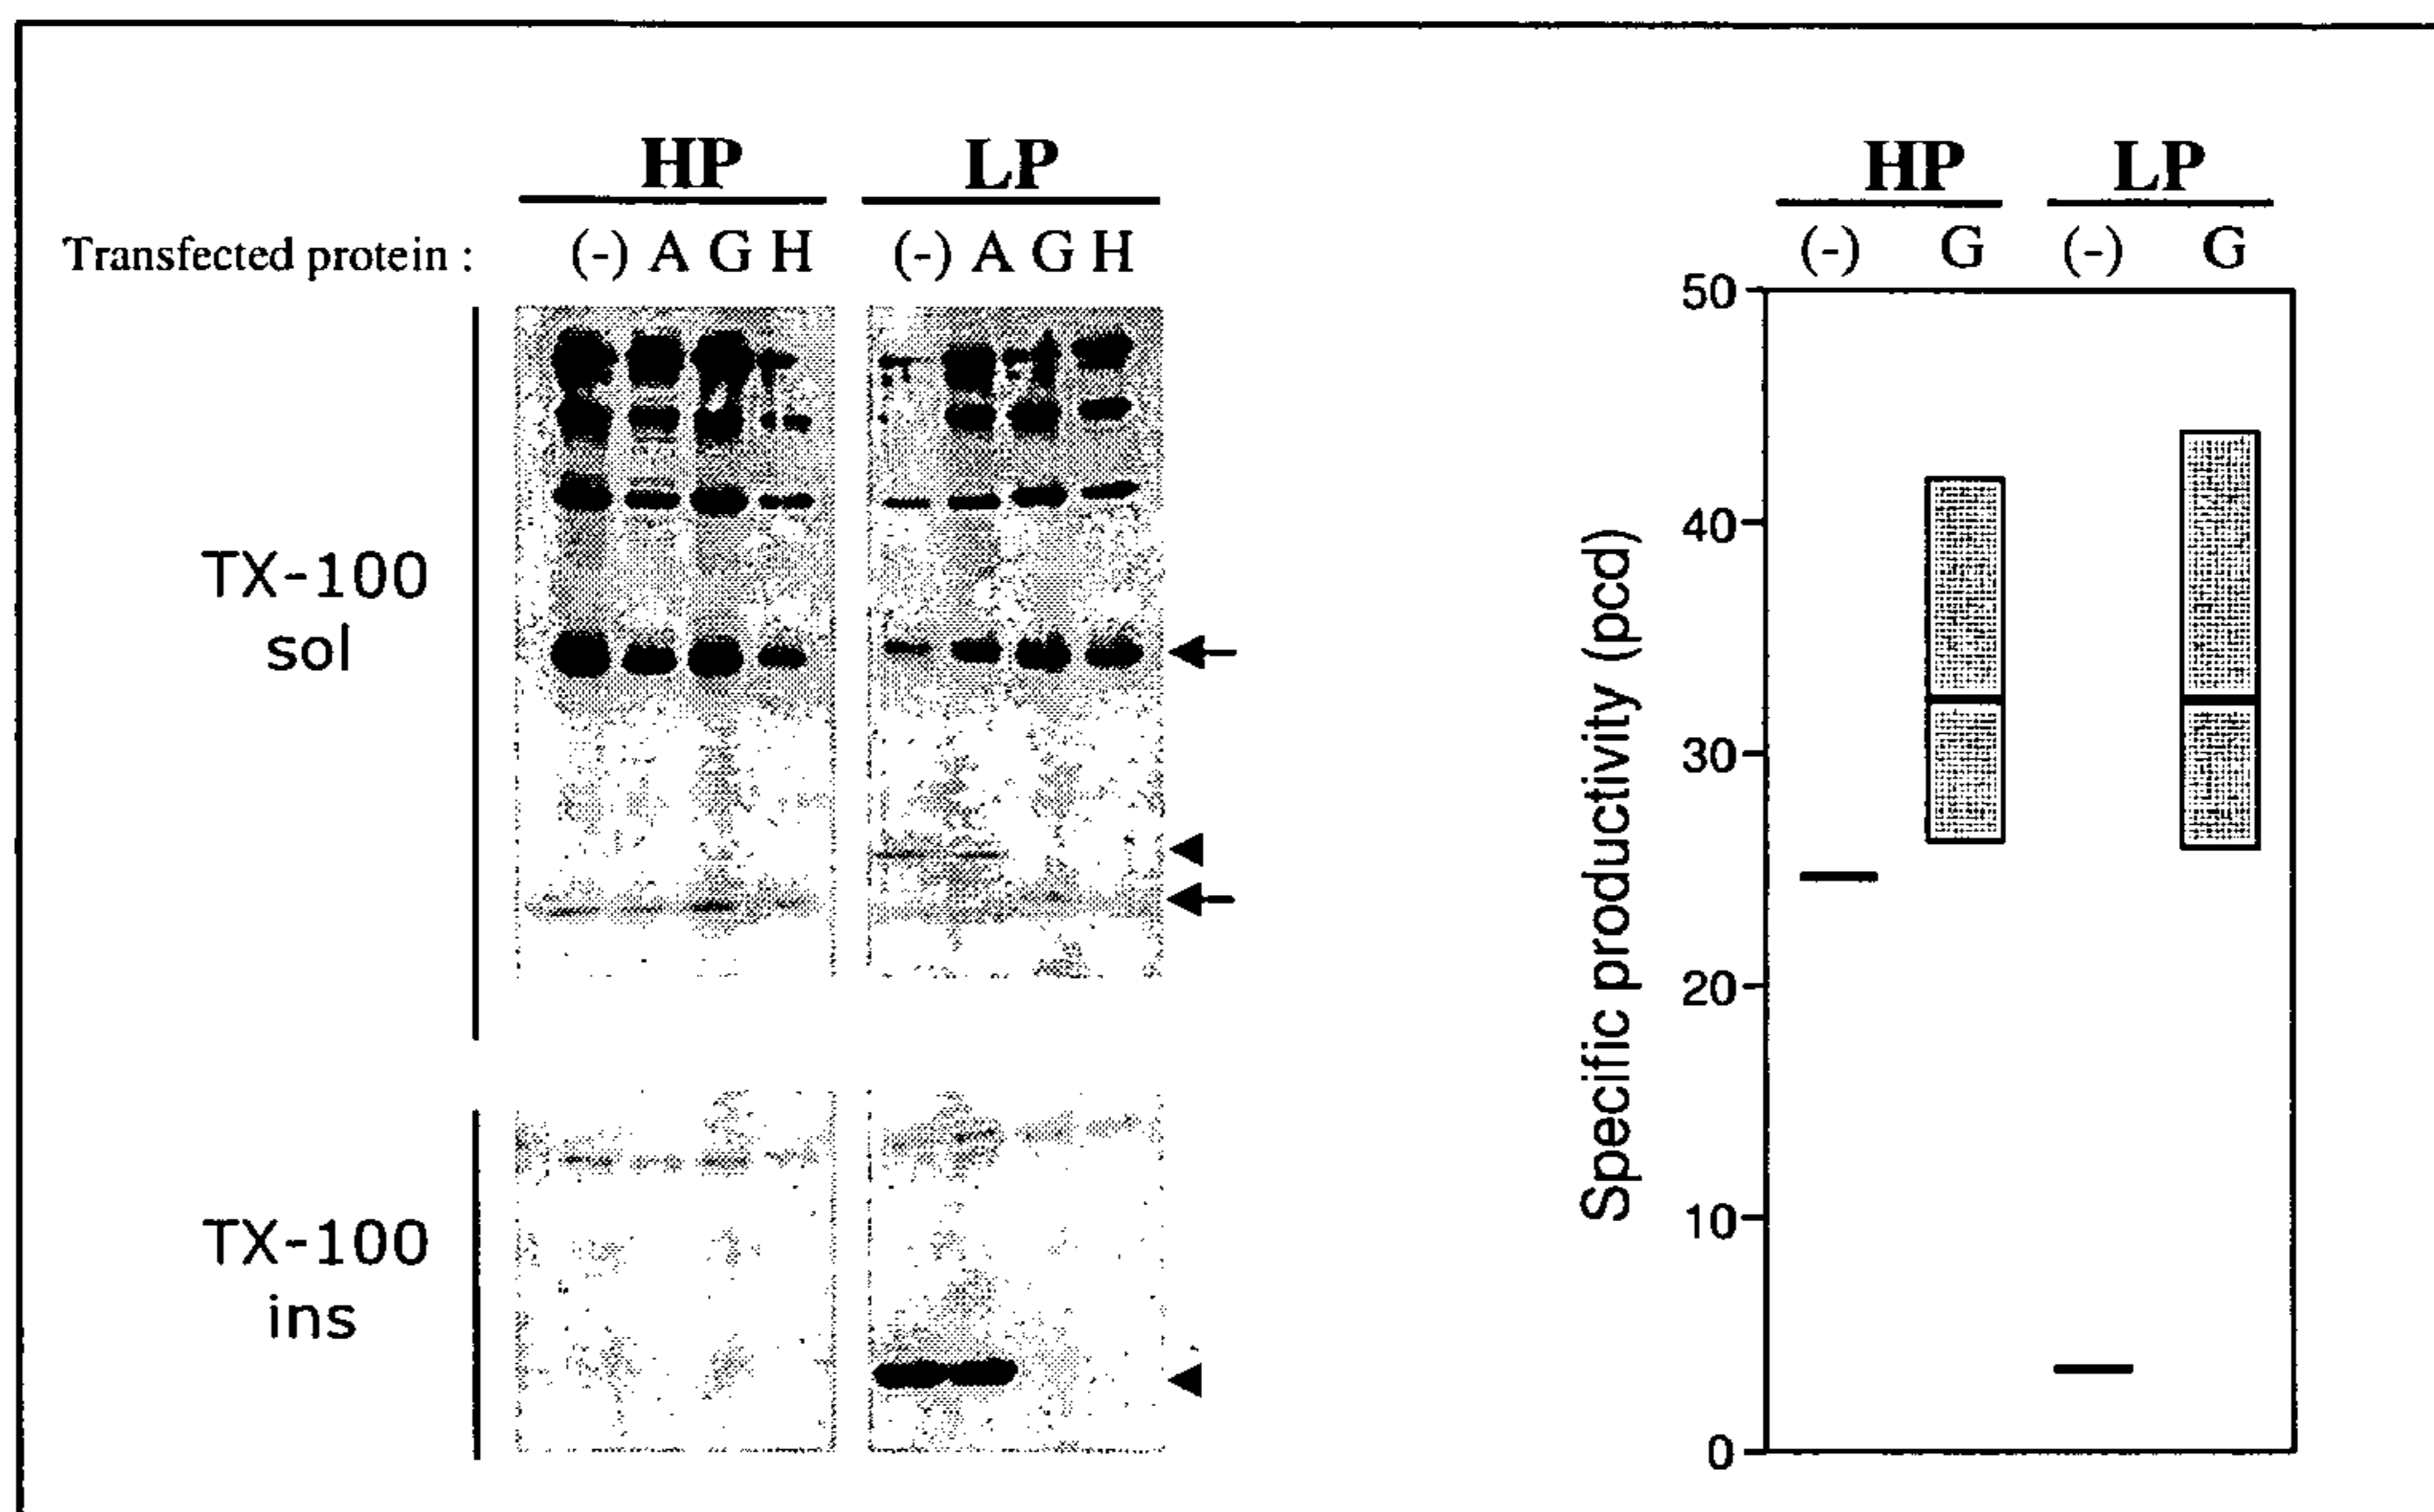 HP LP
Transfected protein : (-) A G H (-) A G H
TX-100
sol
TX-100
ins
HP LP
(-) G (-) G
Specific productivity (pcd)
50
40
30
20
10
0